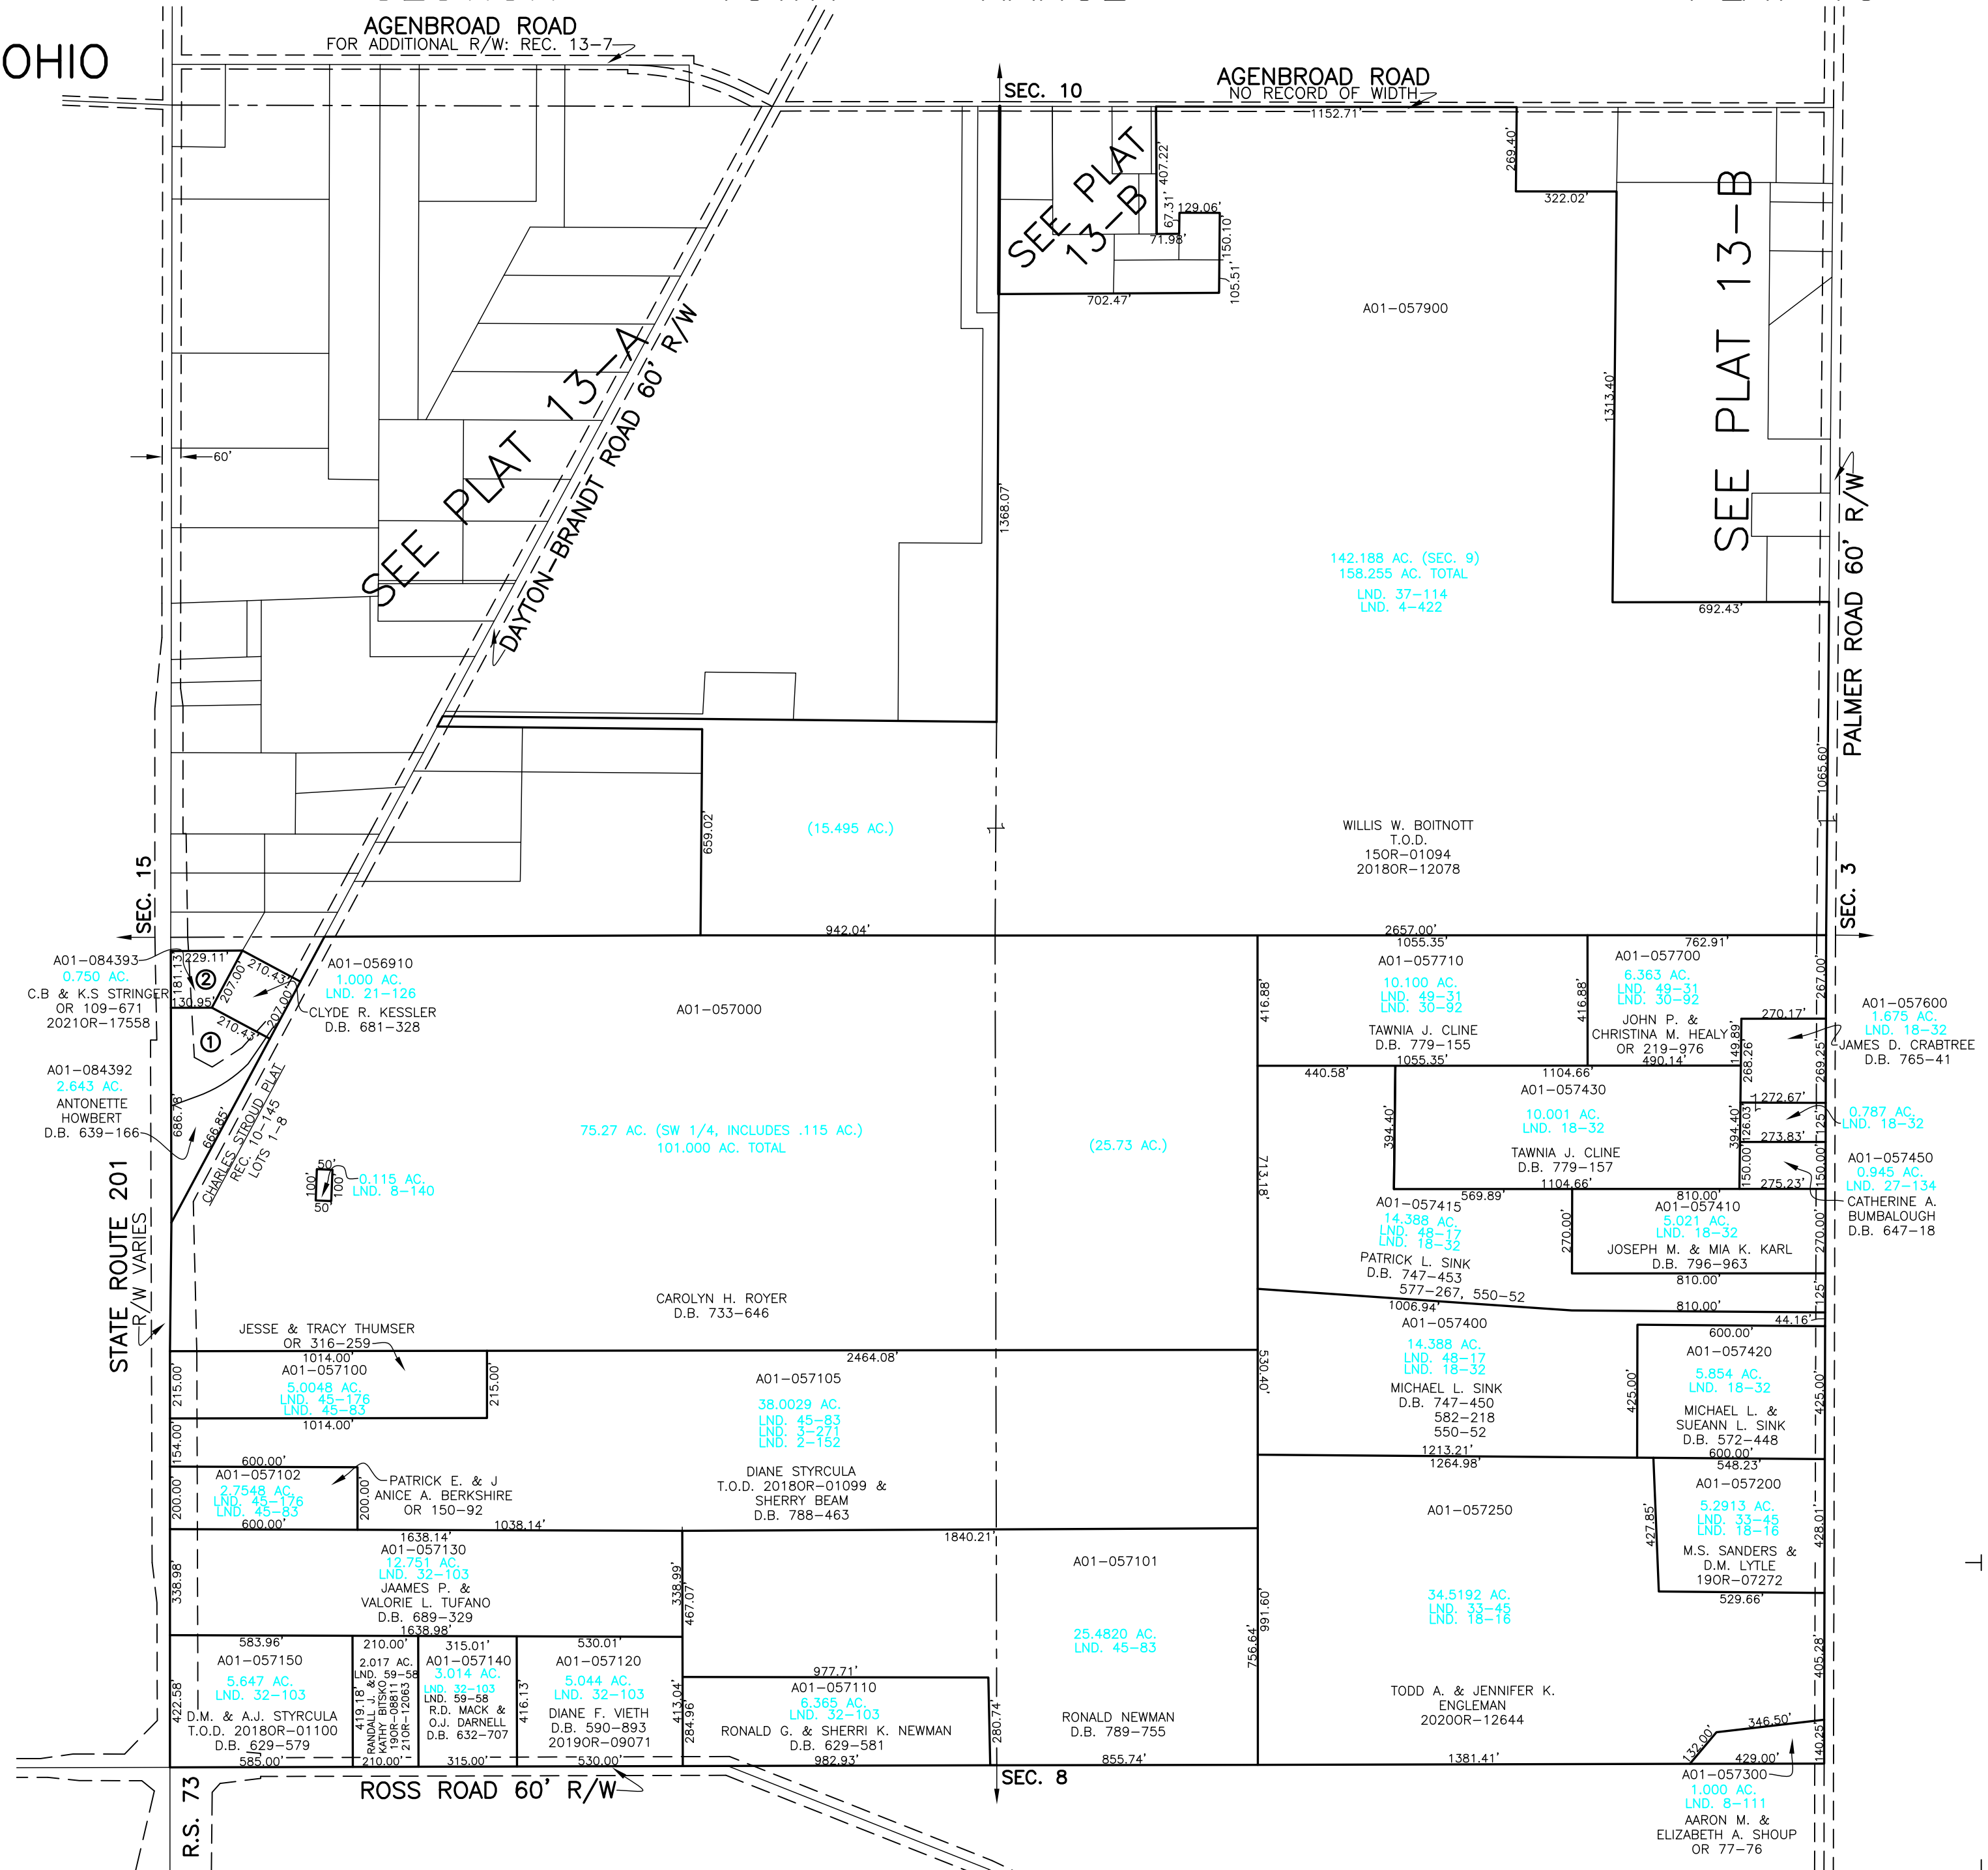 OHIO
AGENBROAD ROAD
FOR ADDITIONAL R/W: REC. 13-7
SEC. 10
AGENBROAD ROAD
NO RECORD OF WIDTH
1152.71'
269.40'
322.02'
407.22'
67.31'
129.06'
71.98'
150.10'
105.51'
702.47'
SEE PLAT
13-B
A01-057900
SEE PLAT 13-B
1313.40'
60'
SEE PLAT 13-A
DAYTON-BRANDT ROAD 60' R/W
1368.07'
142.188 AC. (SEC. 9)
158.255 AC. TOTAL
LND. 37-114
LND. 4-422
692.43'
PALMER ROAD 60' R/W
1065.60'
659.02'
(15.495 AC.)
WILLIS W. BOITNOTT
T.O.D.
15OR-01094
2018OR-12078
SEC. 15
SEC. 3
942.04'
2657.00'
A01-084393
0.750 AC.
C.B & K.S STRINGER
OR 109-671
2021OR-17558
229.11'
181.13'
130.95'
207.00'
210.43'
207.00'
210.43'
2
1
A01-056910
1.000 AC.
LND. 21-126
CLYDE R. KESSLER
D.B. 681-328
A01-084392
2.643 AC.
ANTONETTE
HOWBERT
D.B. 639-166
686.78'
666.85'
CHARLES STROUD PLAT
REC. 10-145
LOTS 1-8
A01-057000
75.27 AC. (SW 1/4, INCLUDES .115 AC.)
101.000 AC. TOTAL
(25.73 AC.)
50'
100'
100'
50'
0.115 AC.
LND. 8-140
CAROLYN H. ROYER
D.B. 733-646
STATE ROUTE 201
R/W VARIES
1055.35'
A01-057710
10.100 AC.
LND. 49-31
LND. 30-92
TAWNIA J. CLINE
D.B. 779-155
1055.35'
416.88'
416.88'
762.91'
A01-057700
6.363 AC.
LND. 49-31
LND. 30-92
JOHN P. &
CHRISTINA M. HEALY
OR 219-976
490.14'
149.89'
267.00'
270.17'
268.26'
269.25'
A01-057600
1.675 AC.
LND. 18-32
JAMES D. CRABTREE
D.B. 765-41
440.58'
1104.66'
A01-057430
10.001 AC.
LND. 18-32
TAWNIA J. CLINE
D.B. 779-157
1104.66'
394.40'
394.40'
272.67'
126.03'
125'
0.787 AC.
LND. 18-32
273.83'
150.00'
150.00'
275.23'
A01-057450
0.945 AC.
LND. 27-134
CATHERINE A.
BUMBALOUGH
D.B. 647-18
713.18'
569.89'
A01-057415
14.388 AC.
LND. 48-17
LND. 18-32
PATRICK L. SINK
D.B. 747-453
577-267, 550-52
810.00'
A01-057410
5.021 AC.
LND. 18-32
JOSEPH M. & MIA K. KARL
D.B. 796-963
810.00'
270.00'
270.00'
125'
1006.94'
810.00'
44.16'
A01-057400
14.388 AC.
LND. 48-17
LND. 18-32
MICHAEL L. SINK
D.B. 747-450
582-218
550-52
530.40'
600.00'
A01-057420
5.854 AC.
LND. 18-32
MICHAEL L. &
SUEANN L. SINK
D.B. 572-448
600.00'
425.00'
425.00'
1213.21'
JESSE & TRACY THUMSER
OR 316-259
1014.00'
A01-057100
5.0048 AC.
LND. 45-176
LND. 45-83
1014.00'
215.00'
215.00'
154.00'
2464.08'
A01-057105
38.0029 AC.
LND. 45-83
LND. 3-271
LND. 2-152
DIANE STYRCULA
T.O.D. 2018OR-01099 &
SHERRY BEAM
D.B. 788-463
600.00'
A01-057102
2.7548 AC.
LND. 45-176
LND. 45-83
600.00'
200.00'
200.00'
PATRICK E. & J
ANICE A. BERKSHIRE
OR 150-92
1038.14'
1638.14'
A01-057130
12.751 AC.
LND. 32-103
JAAMES P. &
VALORIE L. TUFANO
D.B. 689-329
1638.98'
338.98'
338.99'
467.07'
1840.21'
A01-057101
25.4820 AC.
LND. 45-83
RONALD NEWMAN
D.B. 789-755
855.74'
756.64'
991.60'
1264.98'
A01-057250
34.5192 AC.
LND. 33-45
LND. 18-16
TODD A. & JENNIFER K.
ENGLEMAN
2020OR-12644
1381.41'
548.23'
A01-057200
5.2913 AC.
LND. 33-45
LND. 18-16
M.S. SANDERS &
D.M. LYTLE
19OR-07272
529.66'
427.85'
428.01'
405.28'
583.96'
A01-057150
5.647 AC.
LND. 32-103
D.M. & A.J. STYRCULA
T.O.D. 2018OR-01100
D.B. 629-579
585.00'
422.58'
210.00'
2.017 AC.
LND. 59-58
RANDALL J. &
KATHY BITSKO
19OR-08811
21OR-12063
419.18'
210.00'
315.01'
A01-057140
3.014 AC.
LND. 32-103
LND. 59-58
R.D. MACK &
O.J. DARNELL
D.B. 632-707
315.00'
416.13'
530.01'
A01-057120
5.044 AC.
LND. 32-103
DIANE F. VIETH
D.B. 590-893
2019OR-09071
530.00'
413.04'
284.96'
977.71'
A01-057110
6.365 AC.
LND. 32-103
RONALD G. & SHERRI K. NEWMAN
D.B. 629-581
982.93'
280.74'
346.50'
132.00'
429.00'
140.25'
A01-057300
1.000 AC.
LND. 8-111
AARON M. &
ELIZABETH A. SHOUP
OR 77-76
R.S. 73
ROSS ROAD 60' R/W
SEC. 8